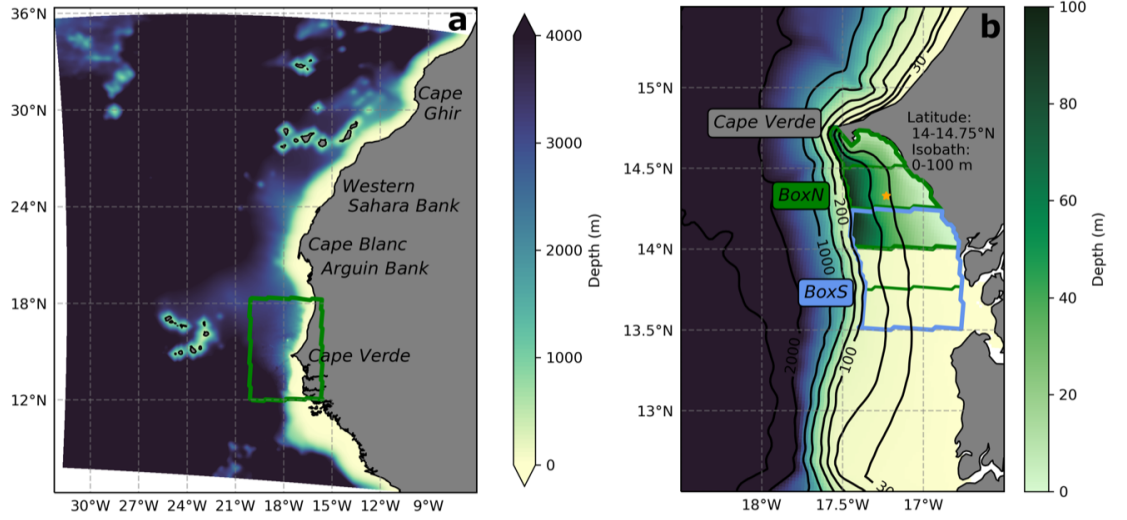 a
36°N
30°N
24°N
18°N
12°N
30°W
27°W
24°W
21°W
18°W
15°W
12°W
9°W
Cape
Ghir
Western
Sahara Bank
Cape Blanc
Arguin Bank
Cape Verde
4000
3000
2000
1000
0
Depth (m)
b
15°N
14.5°N
14°N
13.5°N
13°N
18°W
17.5°W
17°W
30
Cape Verde
Latitude:
14-14.75°N
Isobath:
0-100 m
BoxN
200
1000
BoxS
2000
100
30
100
80
60
40
20
0
Depth (m)